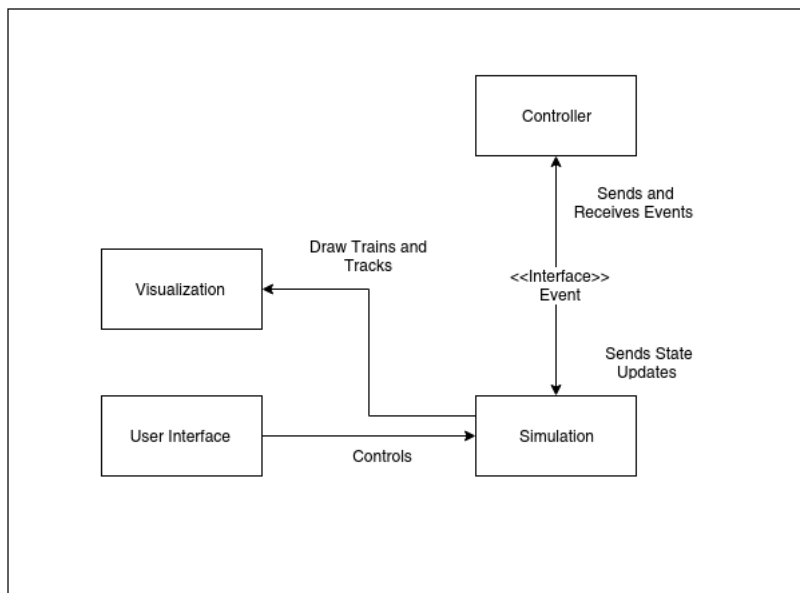 Controller
Sends and
Receives Events
Draw Trains and
Tracks
<<Interface>>
Event
Visualization
Sends State
Updates
User Interface
Simulation
Controls